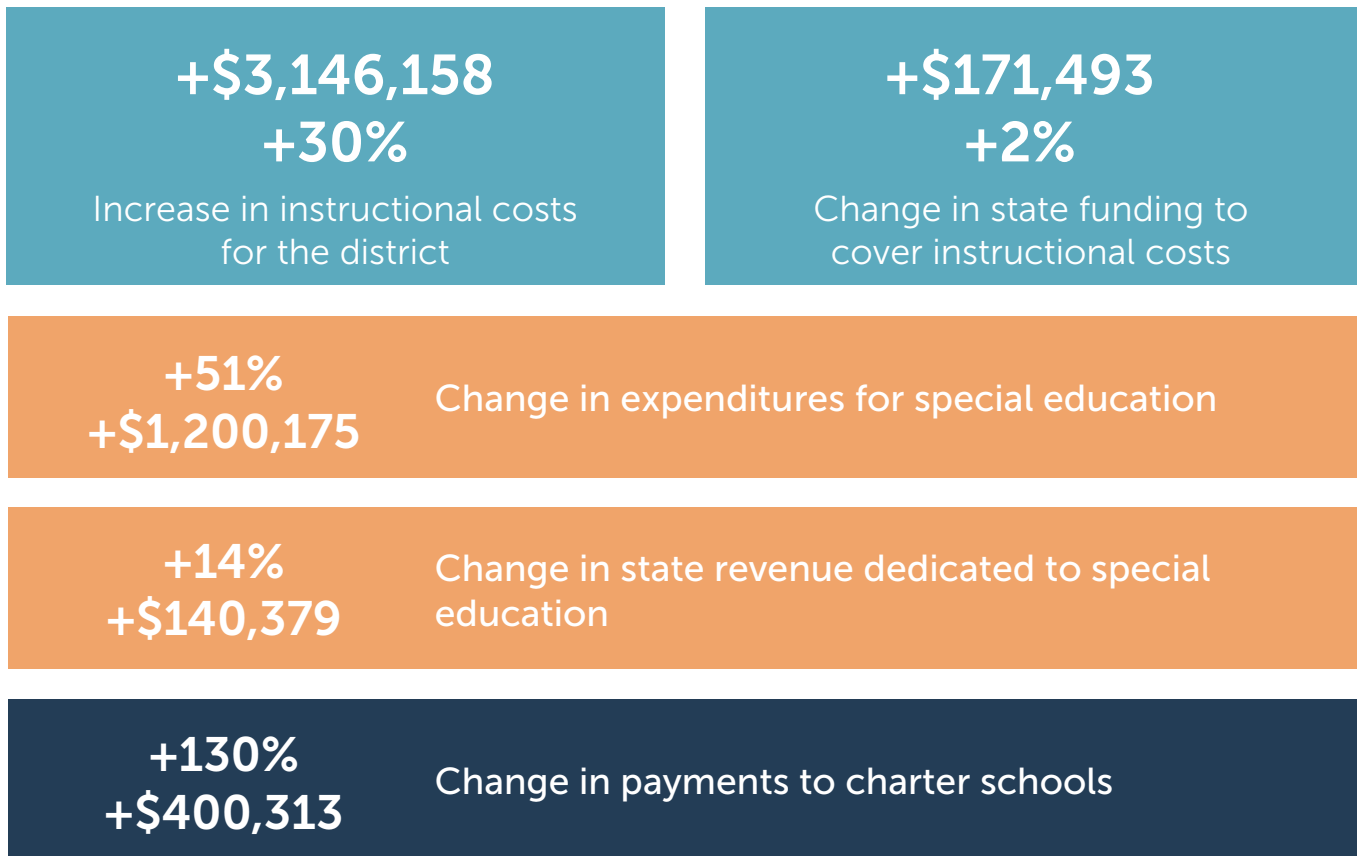 +$3,146,158
+30%
Increase in instructional costs
for the district
+$171,493
+2%
Change in state funding to
cover instructional costs
+51%
+$1,200,175
Change in expenditures for special education
+14%
+$140,379
Change in state revenue dedicated to special
education
+130%
+$400,313
Change in payments to charter schools